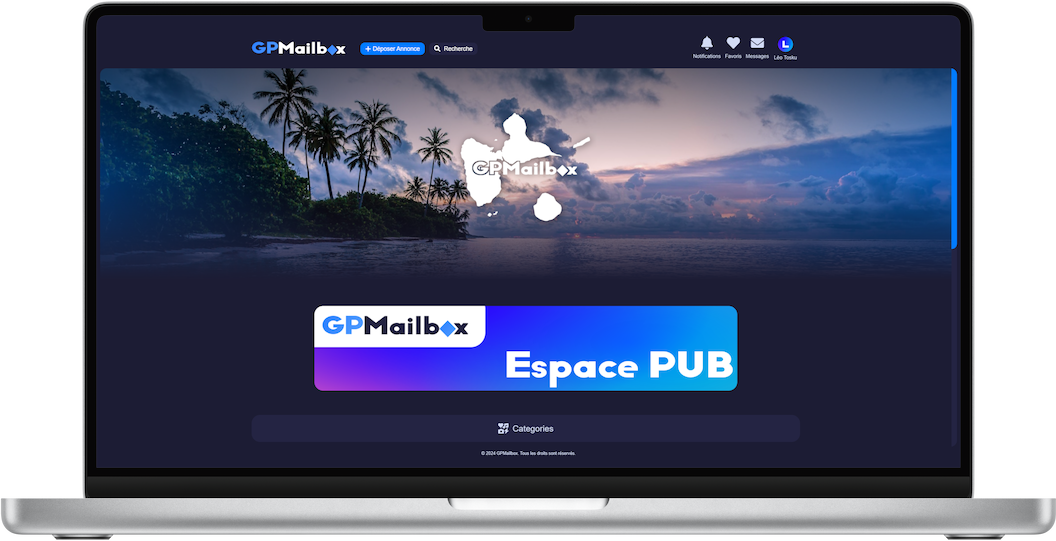 GPMailbox
Déposer Annonce
Recherche
Notifications
Favoris
Messages
L
Léo Tosku
GPMailbox
GPMailbox
Espace PUB
Categories
© 2024 GPMailbox. Tous les droits sont réservés.